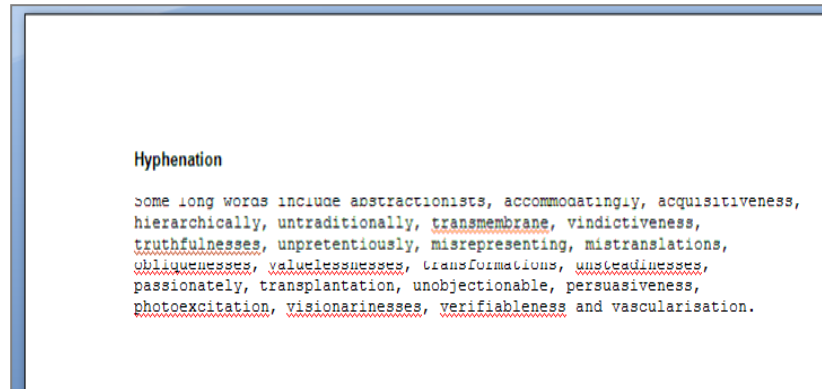 Hyphenation
Some long words include abstractionists, accommodatingly, acquisitiveness,
hierarchically, untraditionally, transmembrane, vindictiveness,
truthfulnesses, unpretentiously, misrepresenting, mistranslations,
obliquenesses, valuelessnesses, transformations, unsteadinesses,
passionately, transplantation, unobjectionable, persuasiveness,
photoexcitation, visionarinesses, verifiableness and vascularisation.